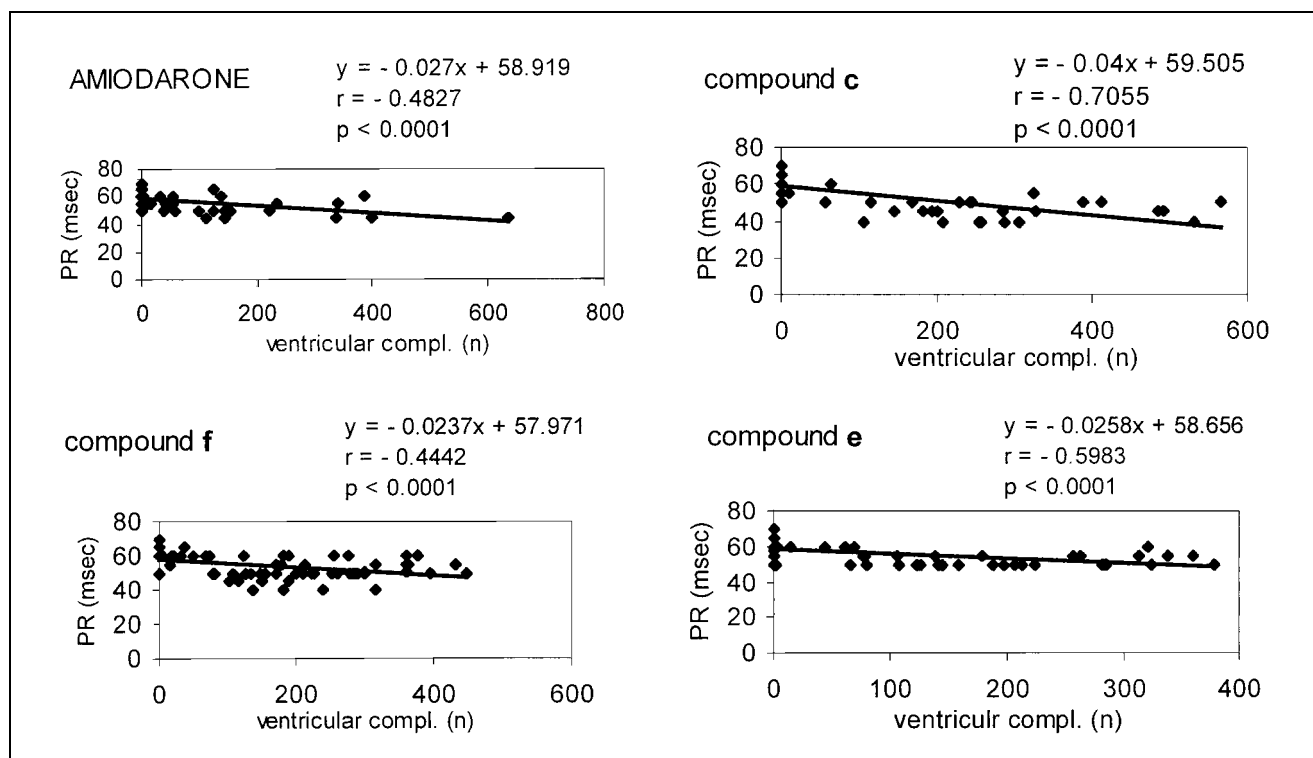 AMIODARONE
y = - 0.027x + 58.919
r = - 0.4827
p < 0.0001
PR (msec)
80
60
40
20
0
0 200 400 600 800
ventricular compl. (n)
compound c
y = - 0.04x + 59.505
r = - 0.7055
p < 0.0001
PR (msec)
80
60
40
20
0
0 200 400 600
ventricular compl. (n)
compound f
y = - 0.0237x + 57.971
r = - 0.4442
p < 0.0001
PR (msec)
80
60
40
20
0
0 200 400 600
ventricular compl. (n)
compound e
y = - 0.0258x + 58.656
r = - 0.5983
p < 0.0001
PR (msec)
80
60
40
20
0
0 100 200 300 400
ventriculr compl. (n)